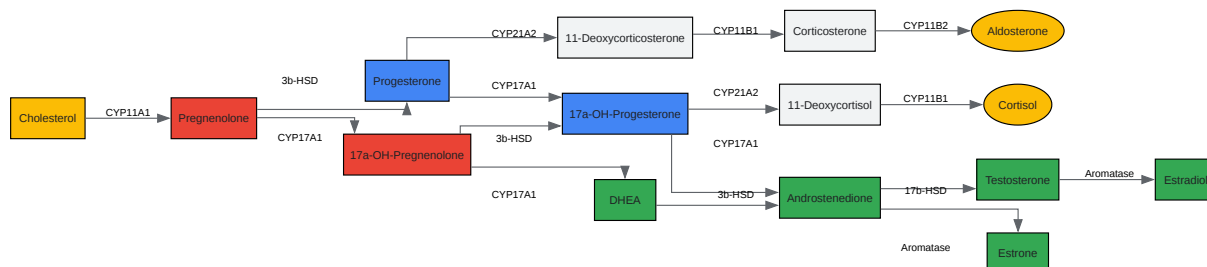 CYP21A2
11-Deoxycorticosterone
CYP11B1
Corticosterone
CYP11B2
Aldosterone
3b-HSD
Progesterone
CYP17A1
Cholesterol
CYP11A1
Pregnenolone
17a-OH-Progesterone
CYP21A2
11-Deoxycortisol
CYP11B1
Cortisol
CYP17A1
17a-OH-Pregnenolone
3b-HSD
CYP17A1
CYP17A1
DHEA
3b-HSD
Androstenedione
17b-HSD
Testosterone
Aromatase
Estradiol
Aromatase
Estrone